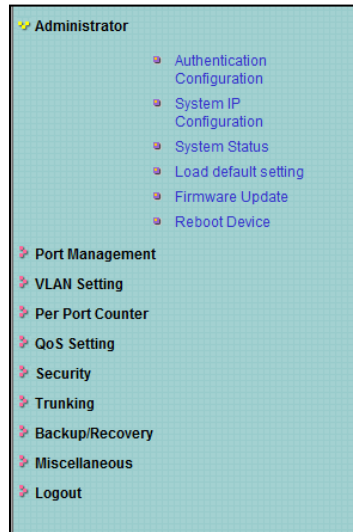 Administrator
Authentication
Configuration
System IP
Configuration
System Status
Load default setting
Firmware Update
Reboot Device
Port Management
VLAN Setting
Per Port Counter
QoS Setting
Security
Trunking
Backup/Recovery
Miscellaneous
Logout